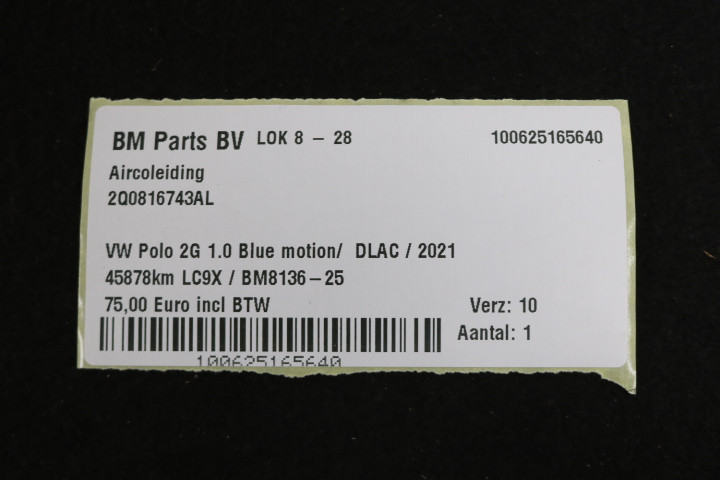 BM Parts BV LOK 8 - 28 100625165640
Aircoleiding
2Q0816743AL
VW Polo 2G 1.0 Blue motion/ DLAC / 2021
45878km LC9X / BM8136-25
75,00 Euro incl BTW Verz: 10
Aantal: 1
100625165640